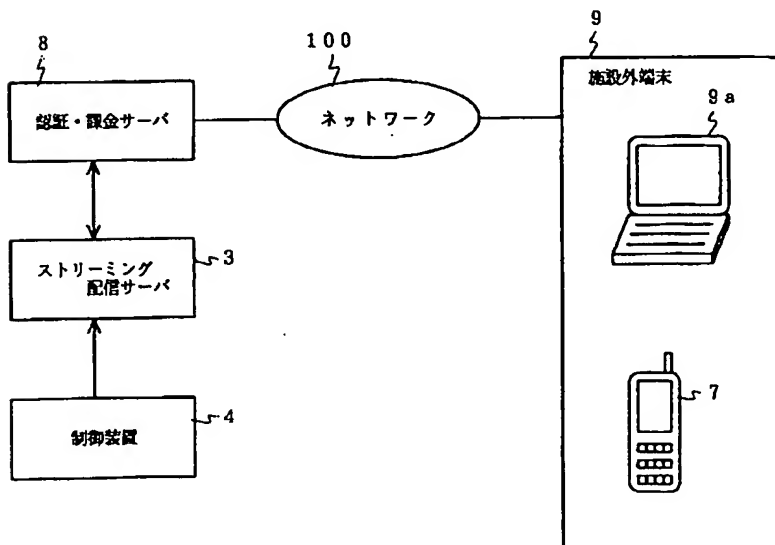 8
認証・課金サーバ
100
ネットワーク
9
施設外端末
9a
ストリーミング
配信サーバ
3
7
制御装置
4